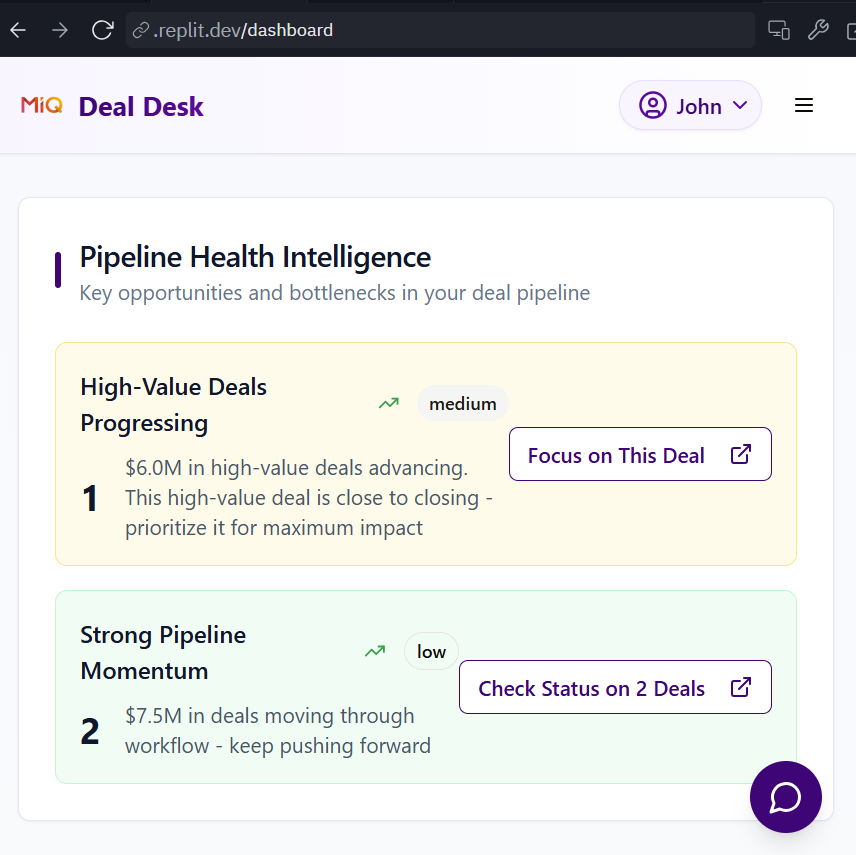 .replit.dev/dashboard
MiQ Deal Desk
John
Pipeline Health Intelligence
Key opportunities and bottlenecks in your deal pipeline
High-Value Deals
Progressing
medium
1
$6.0M in high-value deals advancing.
This high-value deal is close to closing -
prioritize it for maximum impact
Focus on This Deal
Strong Pipeline
Momentum
low
2
$7.5M in deals moving through
workflow - keep pushing forward
Check Status on 2 Deals